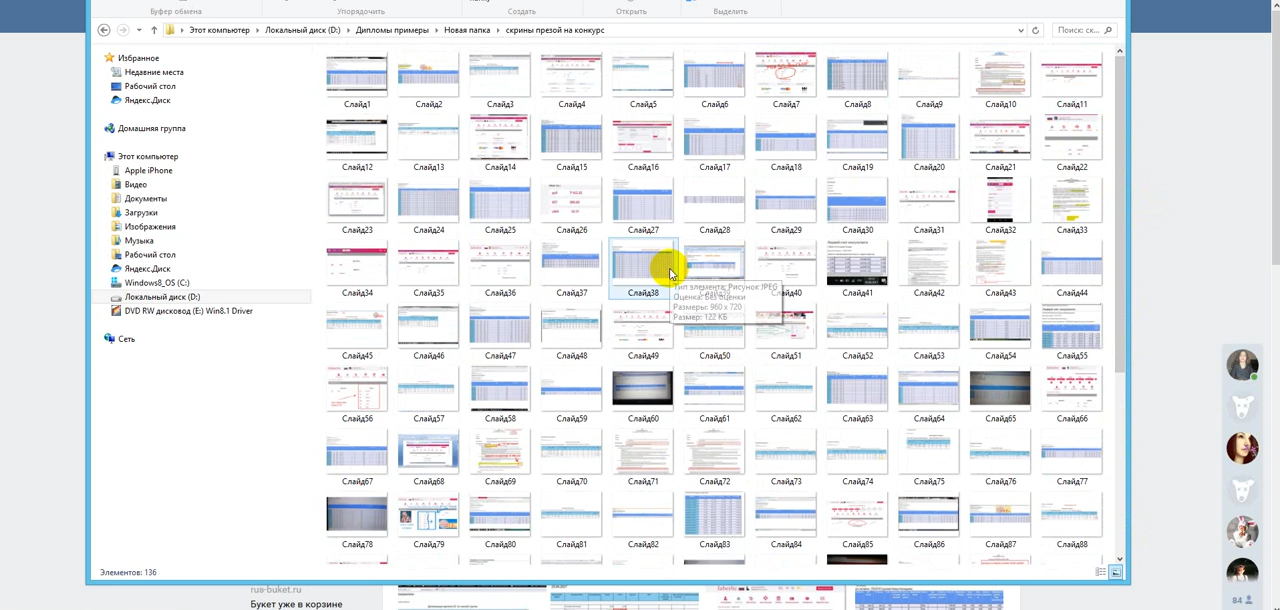 Буфер обмена
Упорядочить
Создать
Открыть
Выделить
Этот компьютер
Локальный диск (D:)
Дипломы примеры
Новая папка
скрины презой на конкурс
Поиск: ск...
Избранное
Недавние места
Рабочий стол
Яндекс.Диск
Домашняя группа
Этот компьютер
Apple iPhone
Видео
Документы
Загрузки
Изображения
Музыка
Рабочий стол
Яндекс.Диск
Windows8_OS (C:)
Локальный диск (D:)
DVD RW дисковод (E:) Win8.1 Driver
Сеть
Слайд1 Слайд2 Слайд3 Слайд4 Слайд5 Слайд6 Слайд7 Слайд8 Слайд9 Слайд10 Слайд11
Слайд12 Слайд13 Слайд14 Слайд15 Слайд16 Слайд17 Слайд18 Слайд19 Слайд20 Слайд21 Слайд22
Слайд23 Слайд24 Слайд25 Слайд26 Слайд27 Слайд28 Слайд29 Слайд30 Слайд31 Слайд32 Слайд33
Слайд34 Слайд35 Слайд36 Слайд37 Слайд38 Слайд41 Слайд42 Слайд43 Слайд44
Тип элемента: Рисунок JPEG
Оценка: Без оценки
Размеры: 960 x 720
Размер: 122 КБ
Слайд45 Слайд46 Слайд47 Слайд48 Слайд49 Слайд50 Слайд51 Слайд52 Слайд53 Слайд54 Слайд55
Слайд56 Слайд57 Слайд58 Слайд59 Слайд60 Слайд61 Слайд62 Слайд63 Слайд64 Слайд65 Слайд66
Слайд67 Слайд68 Слайд69 Слайд70 Слайд71 Слайд72 Слайд73 Слайд74 Слайд75 Слайд76 Слайд77
Слайд78 Слайд79 Слайд80 Слайд81 Слайд82 Слайд83 Слайд84 Слайд85 Слайд86 Слайд87 Слайд88
Элементов: 136
rus-buket.ru
Букет уже в корзине
faberlic
84